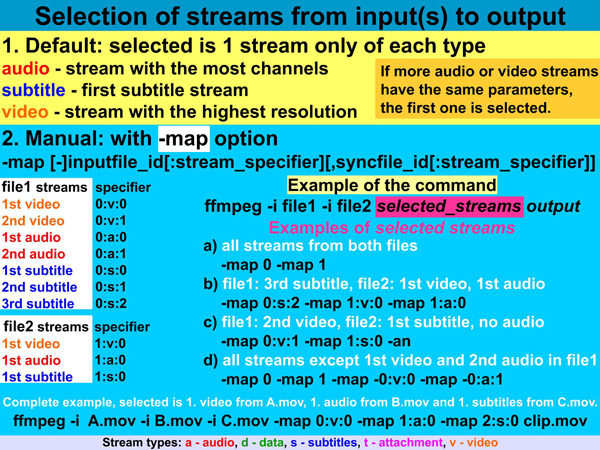 Selection of streams from input(s) to output
1. Default: selected is 1 stream only of each type
audio - stream with the most channels
subtitle - first subtitle stream
video - stream with the highest resolution
If more audio or video streams
have the same parameters,
the first one is selected.
2. Manual: with -map option
-map [-]inputfile_id[:stream_specifier][,syncfile_id[:stream_specifier]]
file1 streams specifier
1st video 0:v:0
2nd video 0:v:1
1st audio 0:a:0
2nd audio 0:a:1
1st subtitle 0:s:0
2nd subtitle 0:s:1
3rd subtitle 0:s:2
file2 streams specifier
1st video 1:v:0
1st audio 1:a:0
1st subtitle 1:s:0
Example of the command
ffmpeg -i file1 -i file2 selected_streams output
Examples of selected streams
a) all streams from both files
-map 0 -map 1
b) file1: 3rd subtitle, file2: 1st video, 1st audio
-map 0:s:2 -map 1:v:0 -map 1:a:0
c) file1: 2nd video, file2: 1st subtitle, no audio
-map 0:v:1 -map 1:s:0 -an
d) all streams except 1st video and 2nd audio in file1
-map 0 -map 1 -map -0:v:0 -map -0:a:1
Complete example, selected is 1. video from A.mov, 1. audio from B.mov and 1. subtitles from C.mov.
ffmpeg -i A.mov -i B.mov -i C.mov -map 0:v:0 -map 1:a:0 -map 2:s:0 clip.mov
Stream types: a - audio, d - data, s - subtitles, t - attachment, v - video